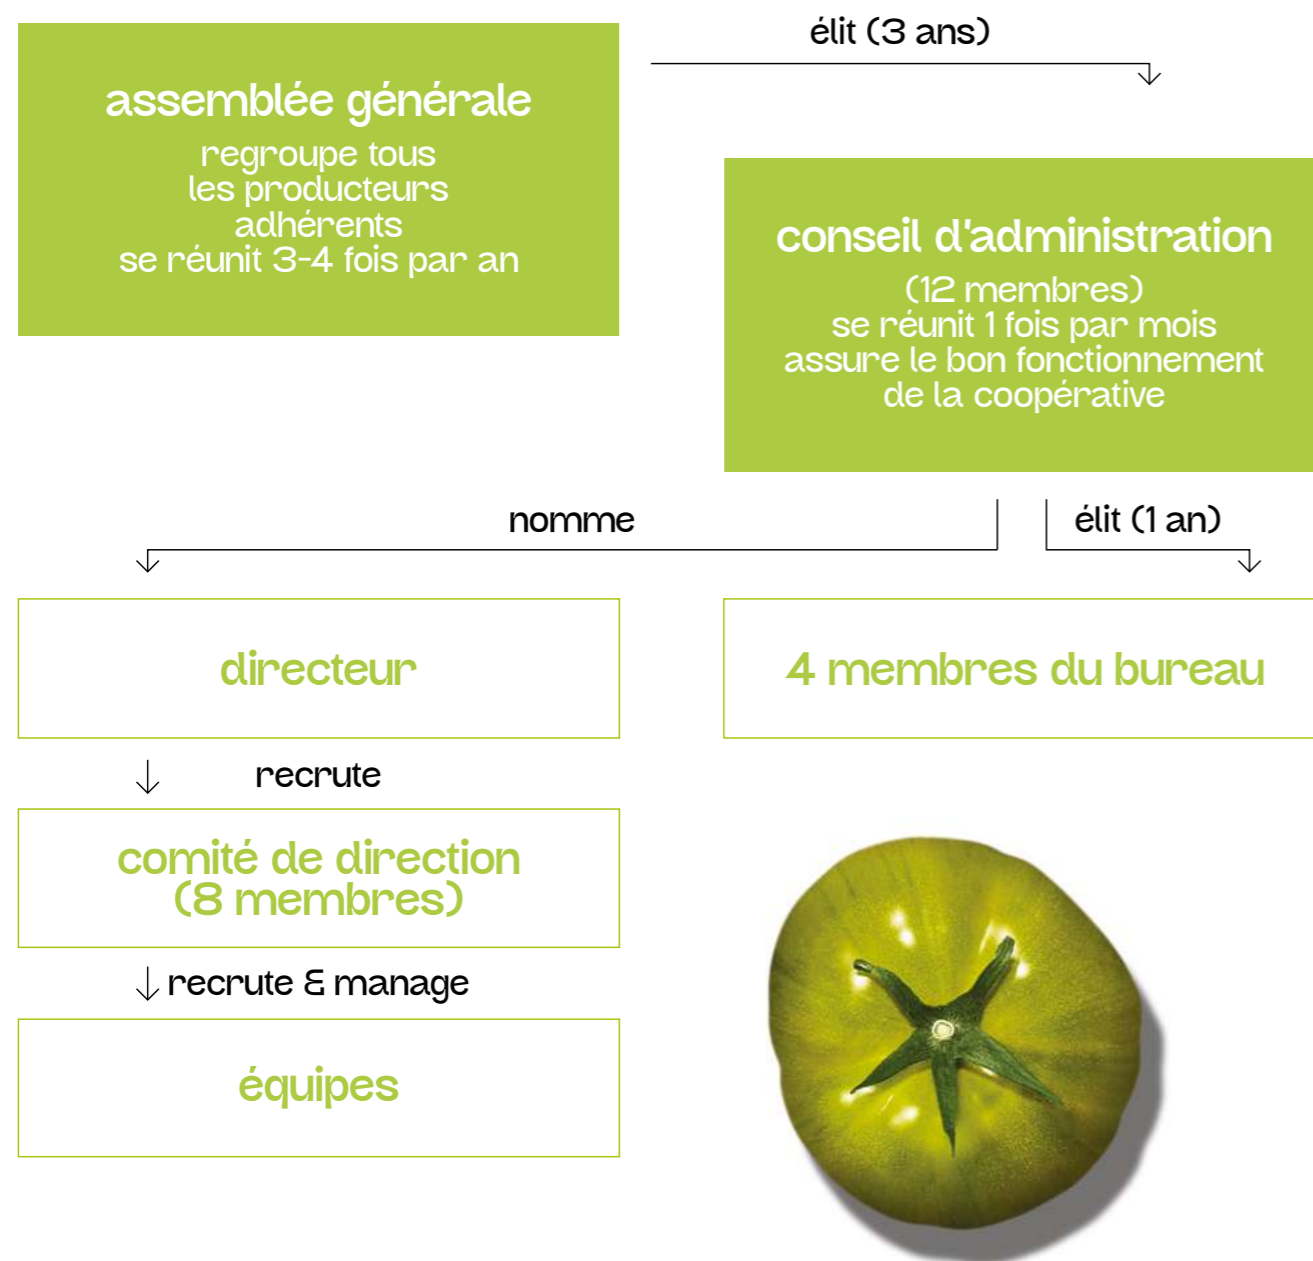 élit (3 ans)
assemblée générale
regroupe tous
les producteurs
adhérents
se réunit 3-4 fois par an
conseil d'administration
(12 membres)
se réunit 1 fois par mois
assure le bon fonctionnement
de la coopérative
nomme
élit (1 an)
directeur
4 membres du bureau
recrute
comité de direction
(8 membres)
recrute & manage
équipes